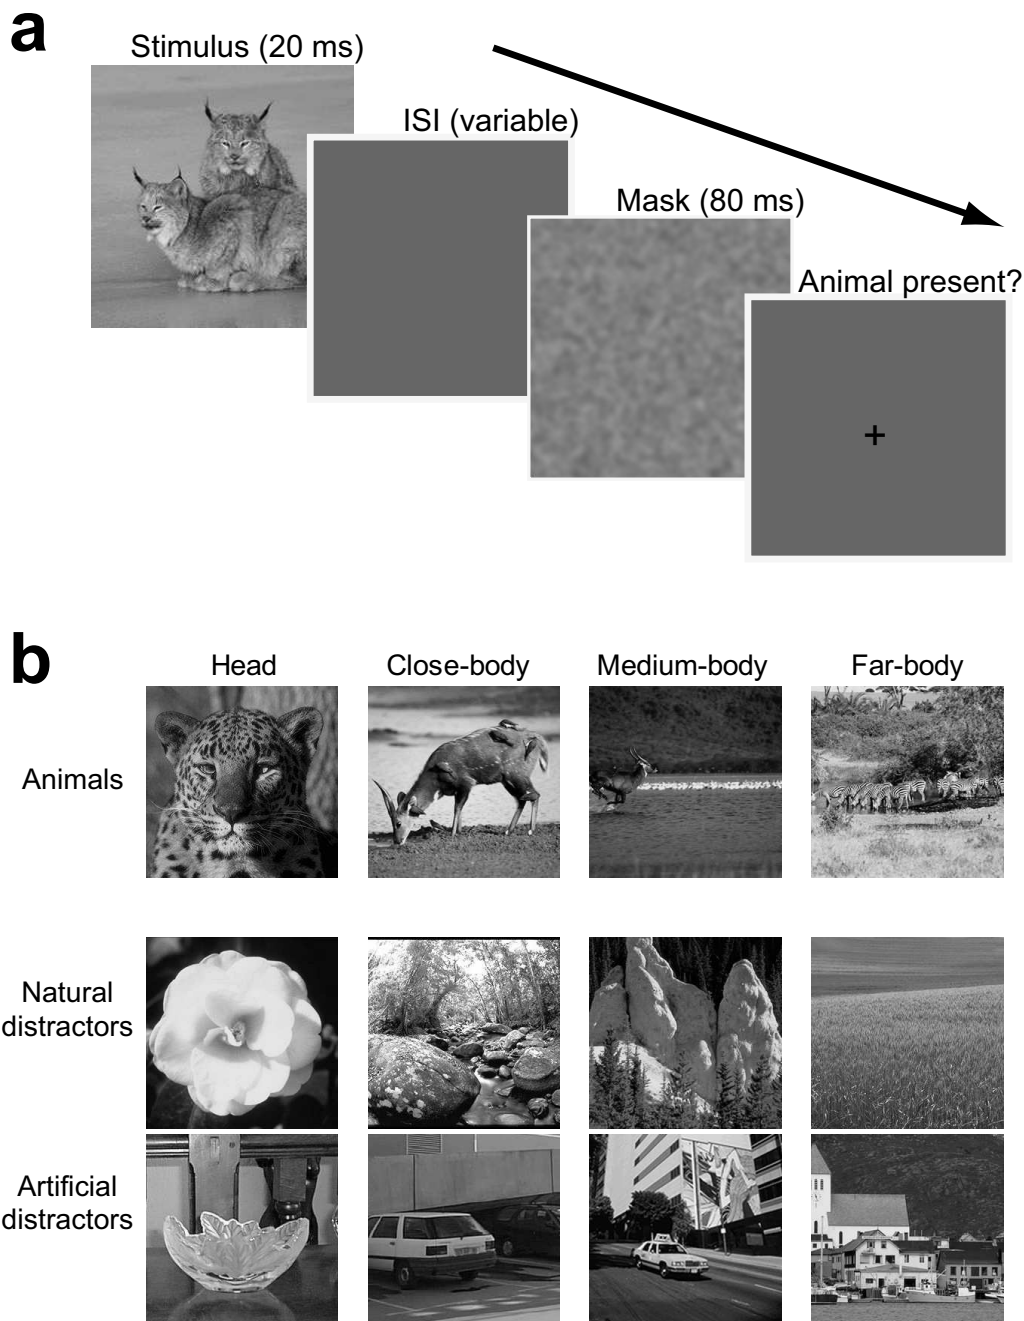 a
Stimulus (20 ms)
ISI (variable)
Mask (80 ms)
Animal present?
+
b
Head Close-body Medium-body Far-body
Animals
Natural
distractors
Artificial
distractors